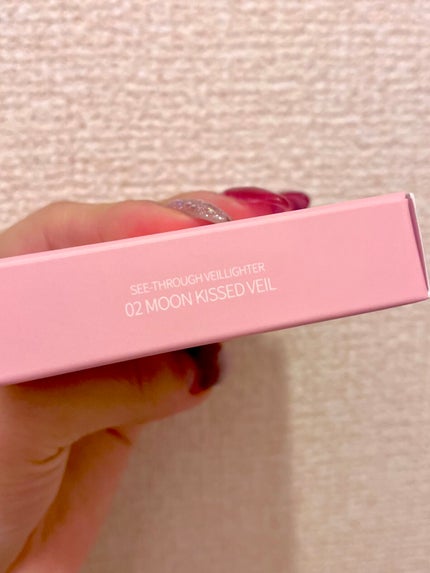 SEE-THROUGH VEILLIGHTER
02 MOON KISSED VEIL